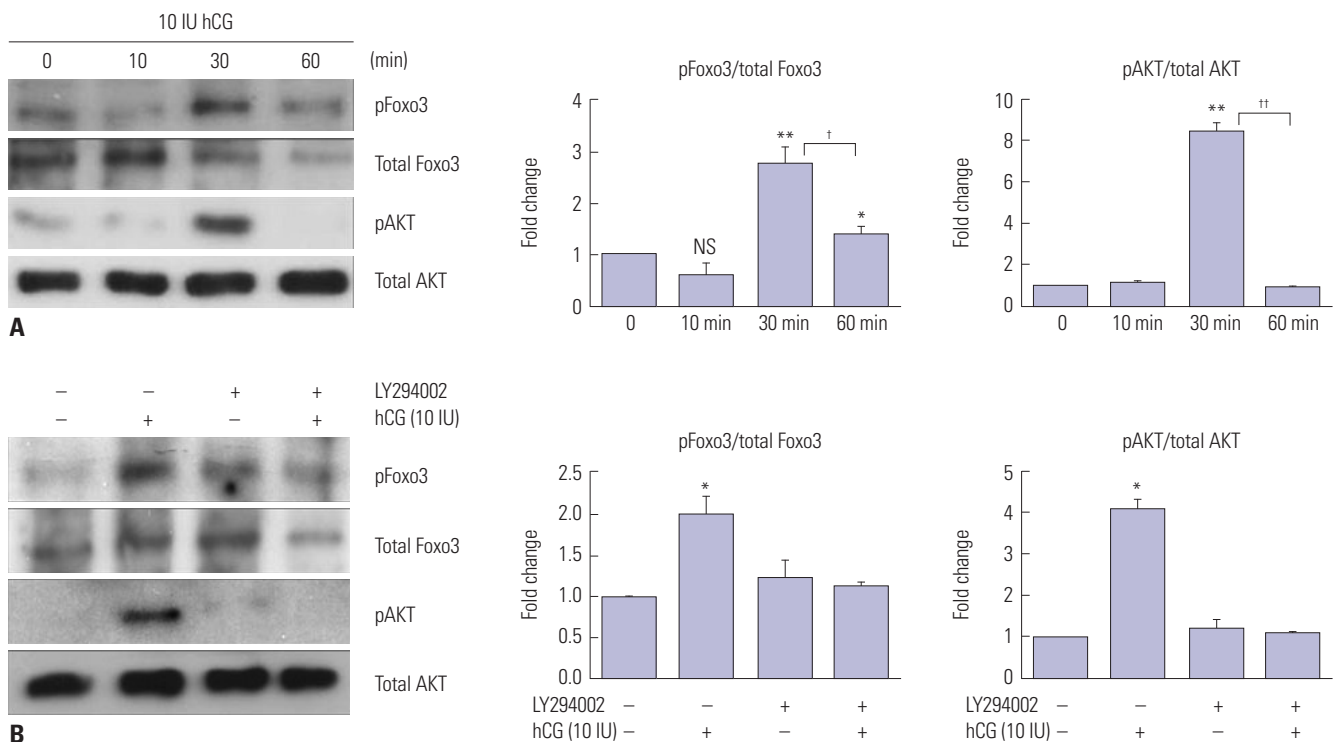 10 IU hCG
0 10 30 60 (min)
pFoxo3
Total Foxo3
pAKT
Total AKT
A
pFoxo3/total Foxo3
Fold change
4
3
2
1
0
NS
**
†
*
0 10 min 30 min 60 min
pAKT/total AKT
Fold change
10
8
6
4
2
0
**
††
0 10 min 30 min 60 min
– – + + LY294002
– + – + hCG (10 IU)
pFoxo3
Total Foxo3
pAKT
Total AKT
B
pFoxo3/total Foxo3
Fold change
2.5
2.0
1.5
1.0
0.5
0.0
*
LY294002 – – + +
hCG (10 IU) – + – +
pAKT/total AKT
Fold change
5
4
3
2
1
0
*
LY294002 – – + +
hCG (10 IU) – + – +